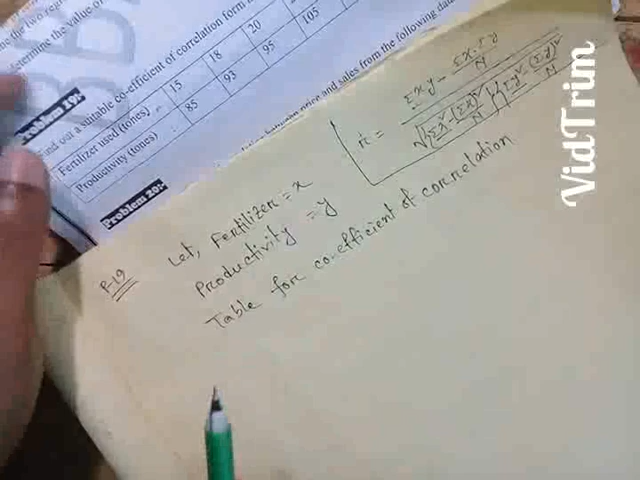 Problem 19:
a suitable co-efficient of correlation form
Fertilizer used (tones) 15 18 20
Productivity (tones) 85 93 95 105
price and sales from the following data
Problem 20:-
r = (Σxy - Σx·Σy/N) / √{Σx² - (Σx)²/N}{Σy² - (Σy)²/N}
P-19
Let, Fertilizer = x
Productivity = y
Table for co-efficient of correlation
VidTrim